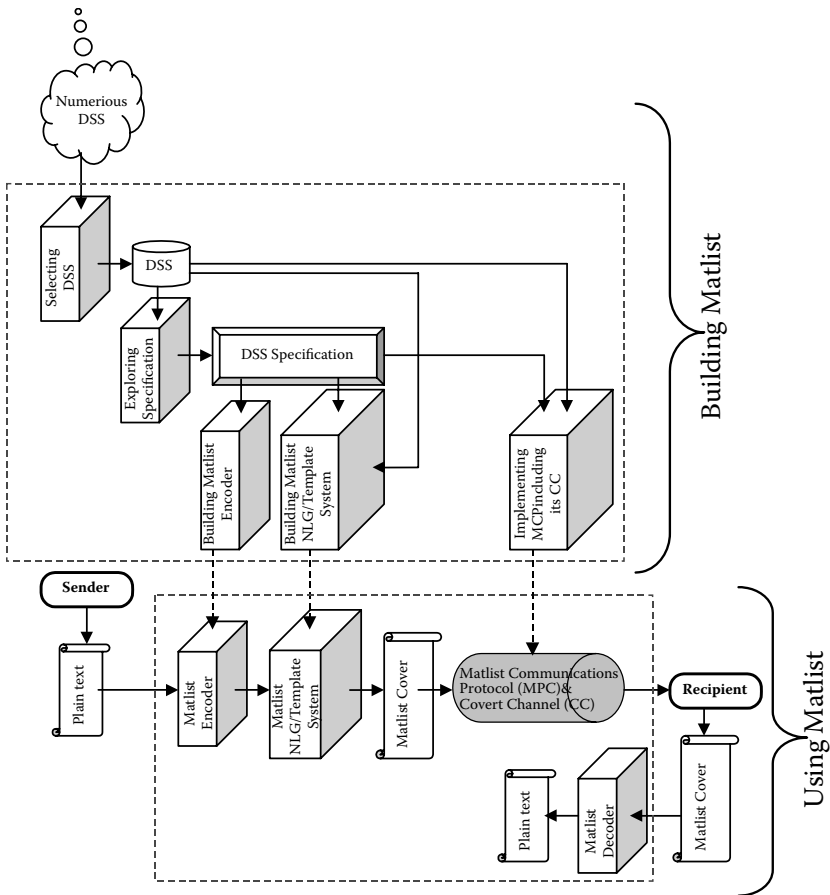 Numerious
DSS
Selecting
DSS
DSS
Exploring
Specification
DSS Specification
Building Matlist
Encoder
Building Matlist
NLG/Template
System
Implementing
MCPincluding
its CC
Building Matlist
Sender
Plain text
Matlist
Encoder
Matlist
NLG/Template
System
Matlist Cover
Matlist Communications
Protocol (MPC)&
Covert Channel (CC)
Recipient
Matlist Cover
Matlist
Decoder
Plain text
Using Matlist